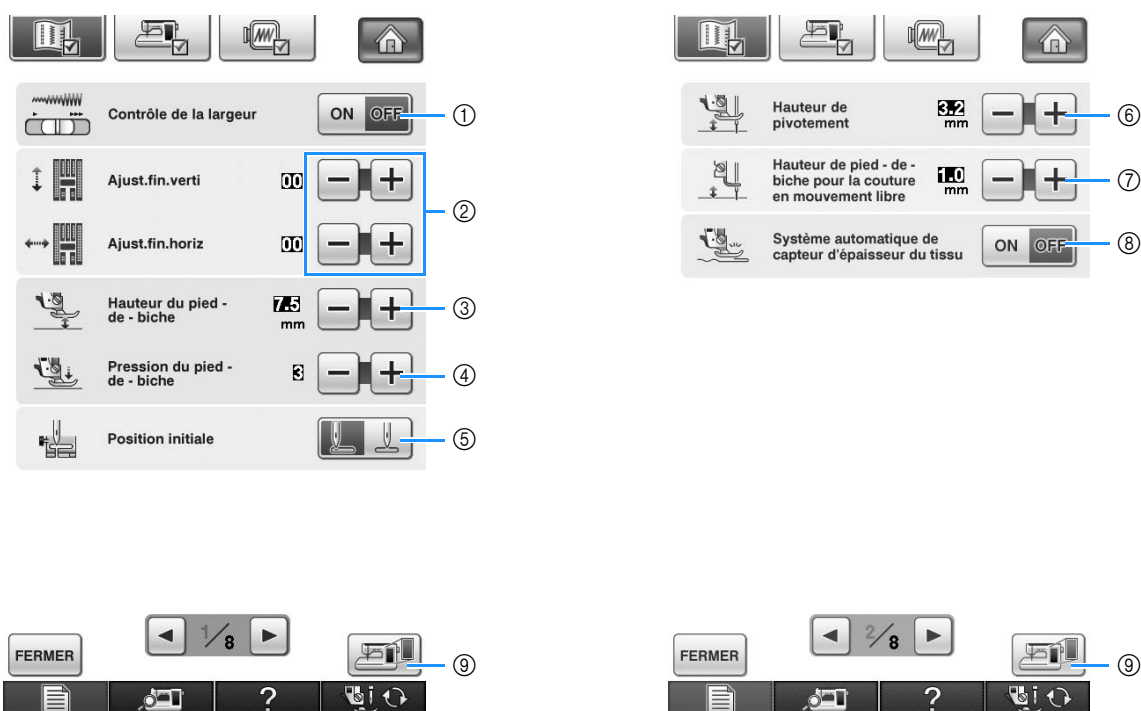 Contrôle de la largeur ON OFF ①
Ajust.fin.verti 00 − +
②
Ajust.fin.horiz 00 − +
Hauteur du pied - de - biche 7.5 mm − + ③
Pression du pied - de - biche 3 − + ④
Position initiale ⑤
1/8
FERMER ⑨
?
Hauteur de pivotement 3.2 mm − + ⑥
Hauteur de pied - de - biche pour la couture en mouvement libre 1.0 mm − + ⑦
Système automatique de capteur d'épaisseur du tissu ON OFF ⑧
2/8
FERMER ⑨
?